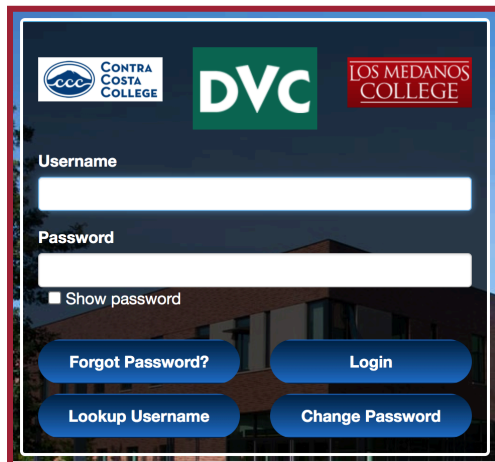 CONTRA
COSTA
COLLEGE
ccc
DVC
LOS MEDANOS
COLLEGE
Username
Password
Show password
Forgot Password?
Login
Lookup Username
Change Password